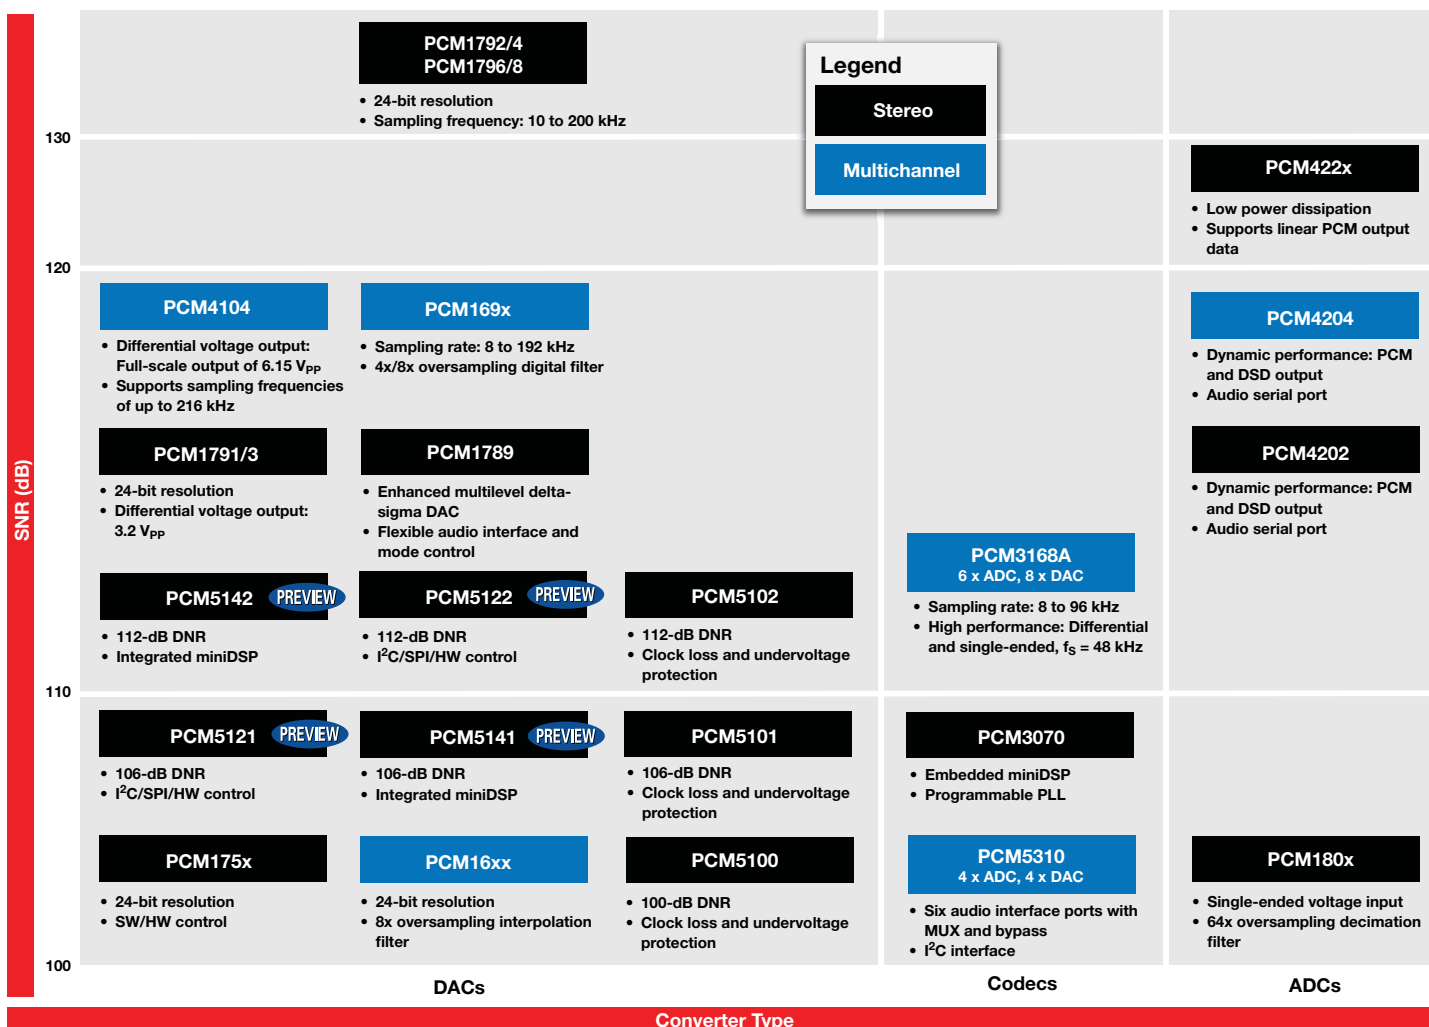 PCM1792/4
PCM1796/8
• 24-bit resolution
• Sampling frequency: 10 to 200 kHz
Legend
Stereo
Multichannel
130
PCM422x
• Low power dissipation
• Supports linear PCM output
data
120
PCM4104
• Differential voltage output:
Full-scale output of 6.15 VPP
• Supports sampling frequencies
of up to 216 kHz
PCM169x
• Sampling rate: 8 to 192 kHz
• 4x/8x oversampling digital filter
PCM4204
• Dynamic performance: PCM
and DSD output
• Audio serial port
PCM1791/3
• 24-bit resolution
• Differential voltage output:
3.2 VPP
PCM1789
• Enhanced multilevel delta-
sigma DAC
• Flexible audio interface and
mode control
PCM4202
• Dynamic performance: PCM
and DSD output
• Audio serial port
SNR (dB)
PCM5142 PREVIEW
• 112-dB DNR
• Integrated miniDSP
PCM5122 PREVIEW
• 112-dB DNR
• I²C/SPI/HW control
PCM5102
• 112-dB DNR
• Clock loss and undervoltage
protection
PCM3168A
6 x ADC, 8 x DAC
• Sampling rate: 8 to 96 kHz
• High performance: Differential
and single-ended, fS = 48 kHz
110
PCM5121 PREVIEW
• 106-dB DNR
• I²C/SPI/HW control
PCM5141 PREVIEW
• 106-dB DNR
• Integrated miniDSP
PCM5101
• 106-dB DNR
• Clock loss and undervoltage
protection
PCM3070
• Embedded miniDSP
• Programmable PLL
PCM175x
• 24-bit resolution
• SW/HW control
PCM16xx
• 24-bit resolution
• 8x oversampling interpolation
filter
PCM5100
• 100-dB DNR
• Clock loss and undervoltage
protection
PCM5310
4 x ADC, 4 x DAC
• Six audio interface ports with
MUX and bypass
• I²C interface
PCM180x
• Single-ended voltage input
• 64x oversampling decimation
filter
100
DACs
Codecs
ADCs
Converter Type